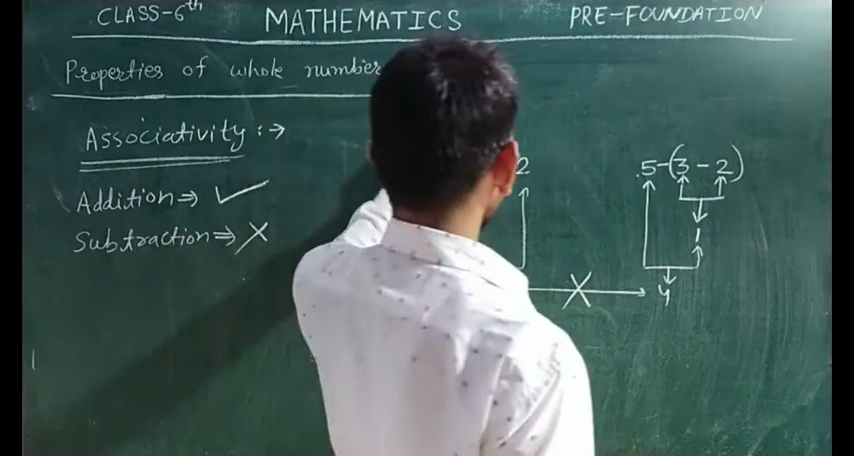 CLASS-6th MATHEMATICS PRE-FOUNDATION
Properties of whole number
Associativity :→
Addition ⇒ ✓
Subtraction ⇒ ✗
2
5-(3-2)
1
✗
4